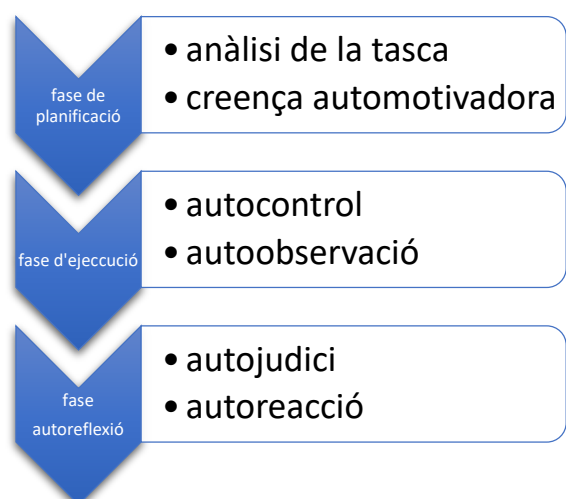 fase de
planificació
• anàlisi de la tasca
• creença automotivadora
fase d'ejeccució
• autocontrol
• autoobservació
fase
autoreflexió
• autojudici
• autoreacció